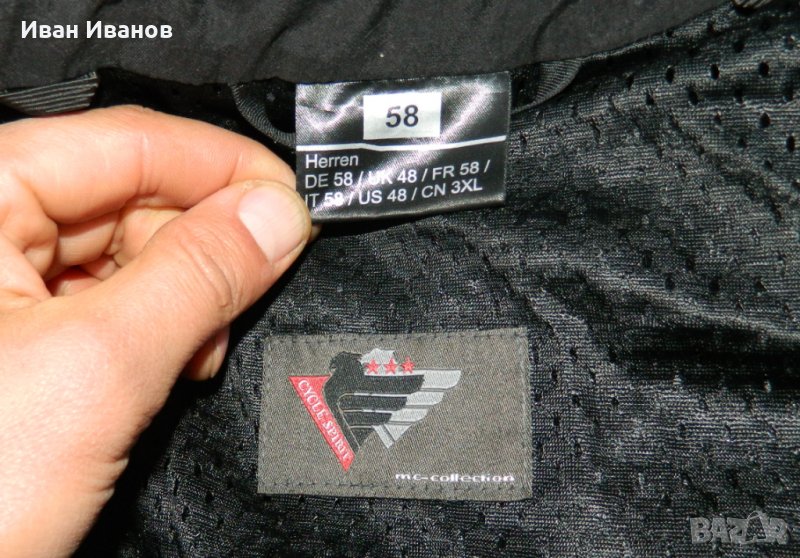 Иван Иванов
58
Herren
DE 58 / UK 48 / FR 58 /
IT 58 / US 48 / CN 3XL
CYCLE SPIRIT
mc-collection
BAZAR